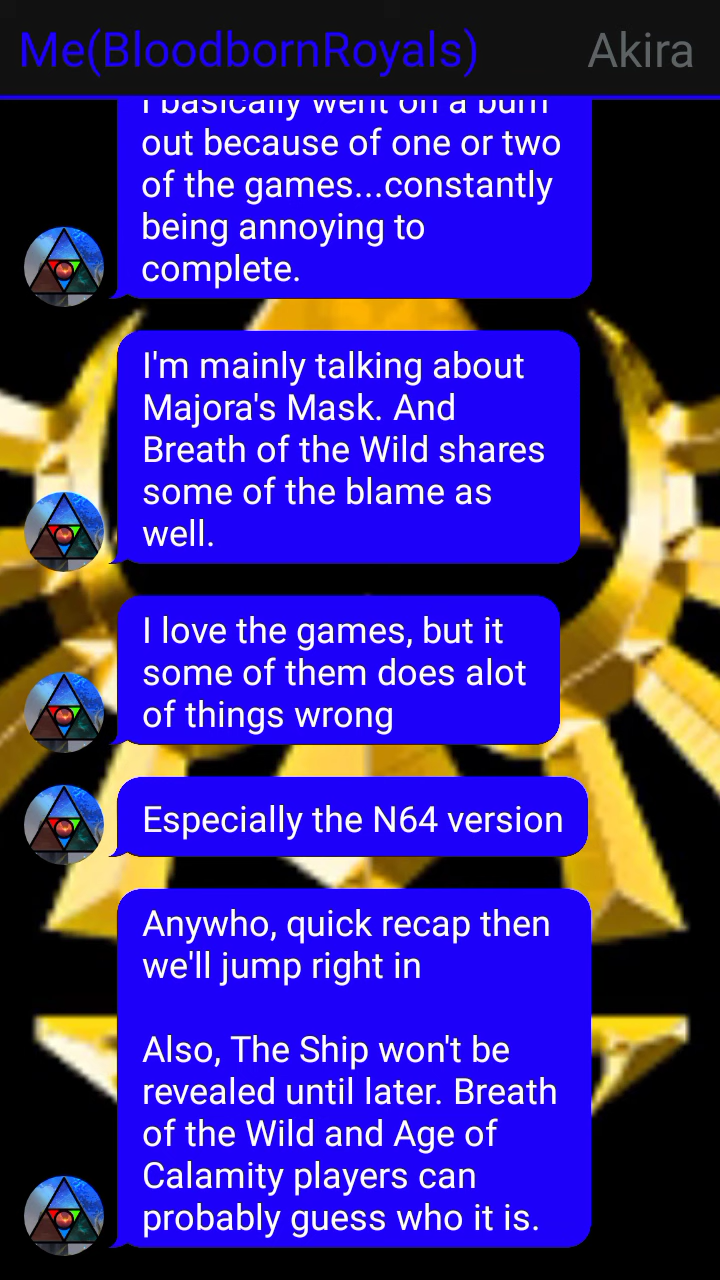 Me(BloodbornRoyals)
Akira
I basically went on a burn
out because of one or two
of the games...constantly
being annoying to
complete.
I'm mainly talking about
Majora's Mask. And
Breath of the Wild shares
some of the blame as
well.
I love the games, but it
some of them does alot
of things wrong
Especially the N64 version
Anywho, quick recap then
we'll jump right in
Also, The Ship won't be
revealed until later. Breath
of the Wild and Age of
Calamity players can
probably guess who it is.